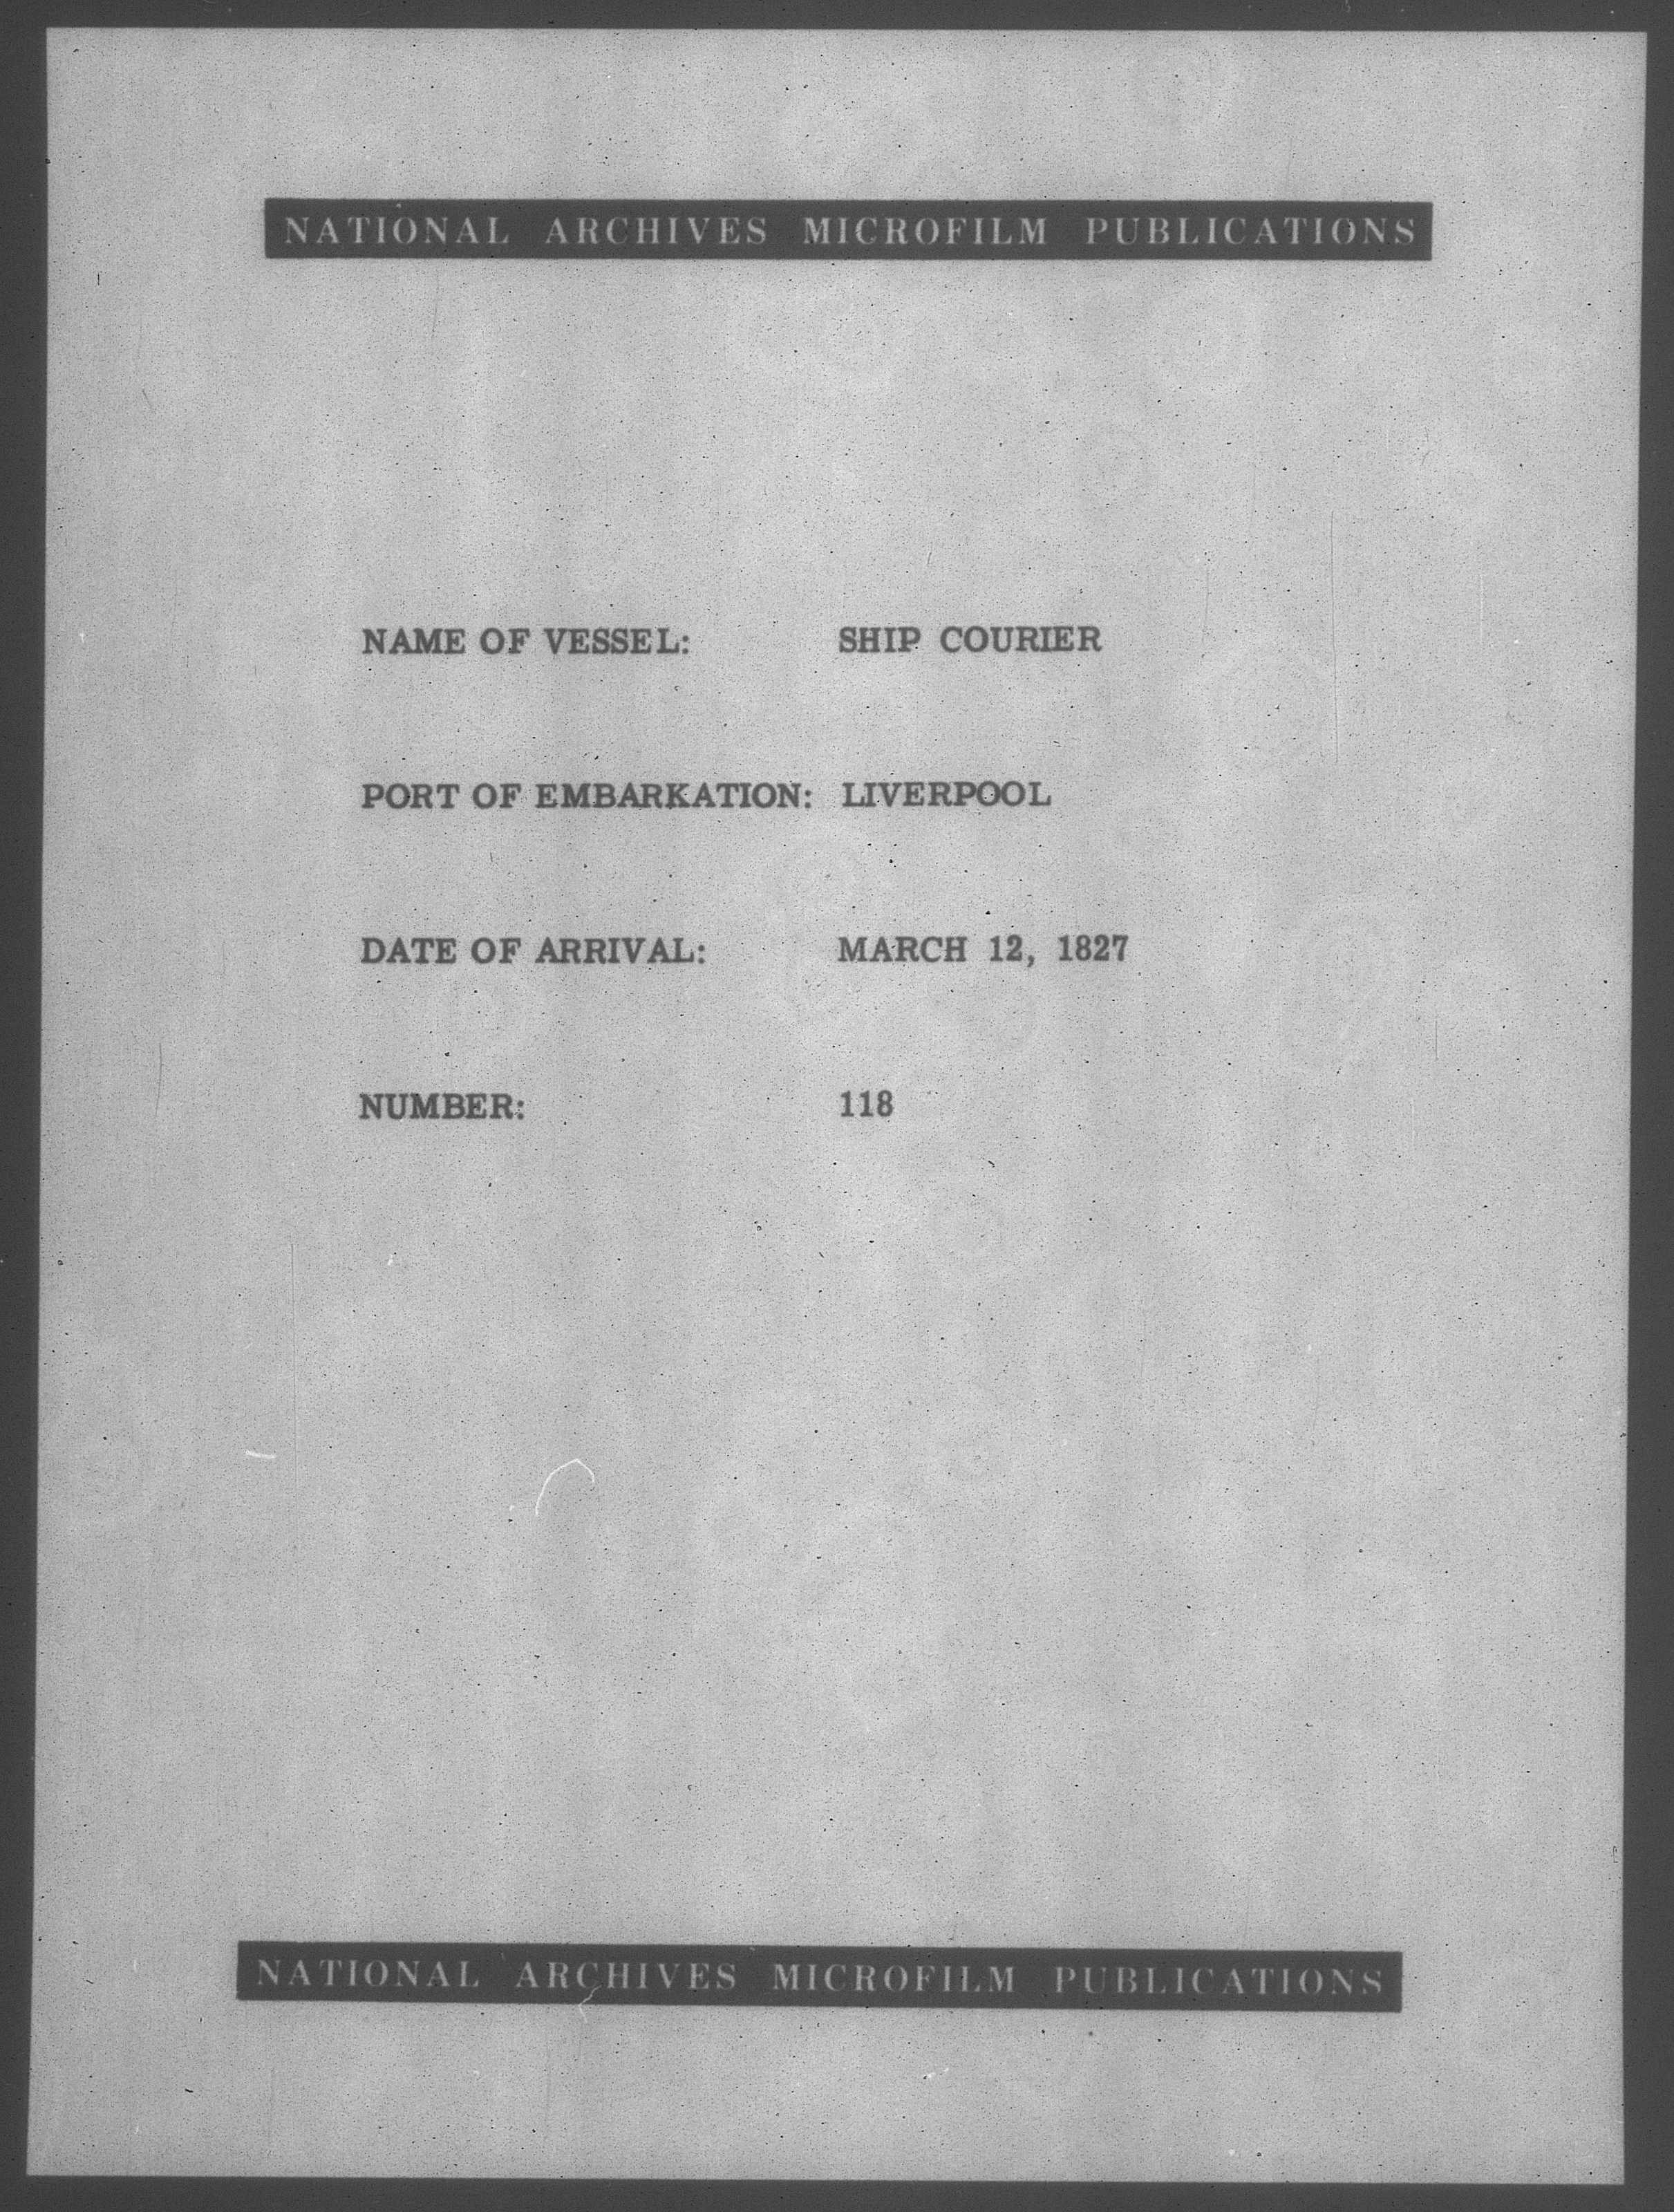 NATIONAL ARCHIVES MICROFILM PUBLICATIONS
NAME OF VESSEL: SHIP COURIER
PORT OF EMBARKATION: LIVERPOOL
DATE OF ARRIVAL: MARCH 12, 1827
NUMBER: 118
NATIONAL ARCHIVES MICROFILM PUBLICATIONS